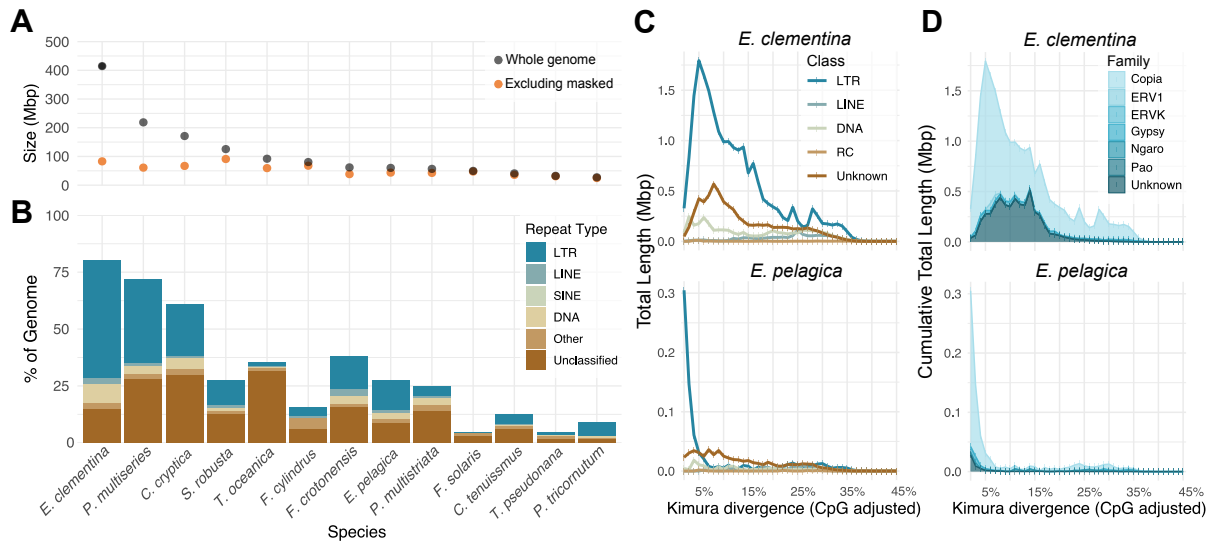 A
500
450
400
350
300
250
200
150
100
50
0
Size (Mbp)
Whole genome
Excluding masked
B
100
75
50
25
0
% of Genome
Repeat Type
LTR
LINE
SINE
DNA
Other
Unclassified
E. clementina
P. multiseries
C. cryptica
S. robusta
T. oceanica
F. cylindrus
F. crotonensis
E. pelagica
P. multistriata
F. solaris
C. tenuissmus
T. pseudonana
P. tricornutum
Species
C
E. clementina
Class
LTR
LINE
DNA
RC
Unknown
1.5
1.0
0.5
0.0
Total Length (Mbp)
E. pelagica
0.3
0.2
0.1
0.0
5% 15% 25% 35% 45%
Kimura divergence (CpG adjusted)
D
E. clementina
Family
Copia
ERV1
ERVK
Gypsy
Ngaro
Pao
Unknown
1.5
1.0
0.5
0.0
Cumulative Total Length (Mbp)
E. pelagica
0.3
0.2
0.1
0.0
5% 15% 25% 35% 45%
Kimura divergence (CpG adjusted)